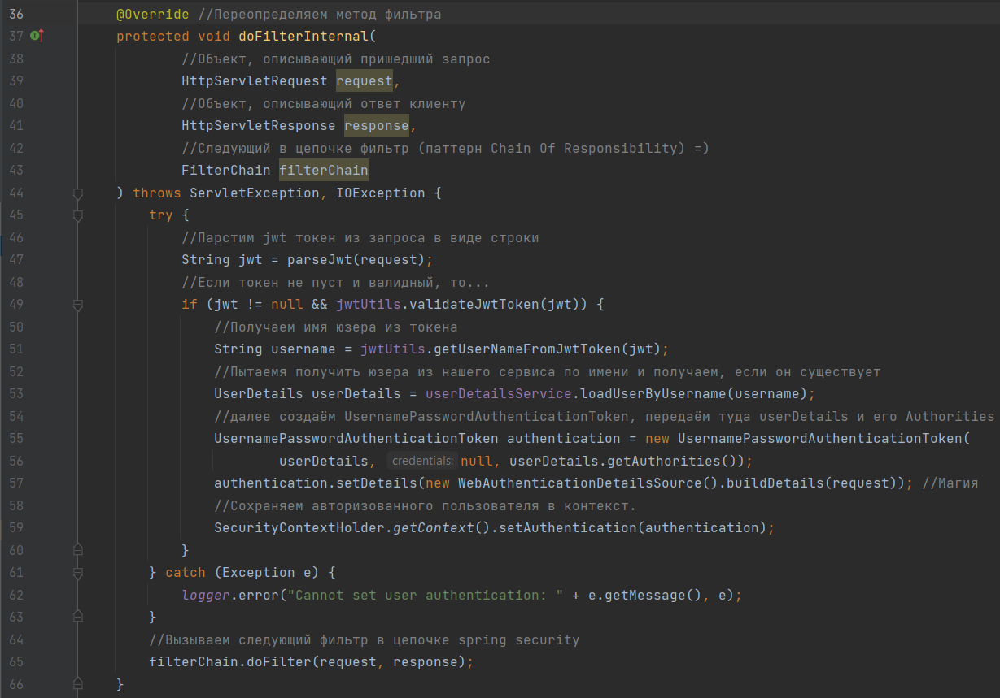 36 @Override //Переопределяем метод фильтра
37 protected void doFilterInternal(
38 //Объект, описывающий пришедший запрос
39 HttpServletRequest request,
40 //Объект, описывающий ответ клиенту
41 HttpServletResponse response,
42 //Следующий в цепочке фильтр (паттерн Chain Of Responsibility) =)
43 FilterChain filterChain
44 ) throws ServletException, IOException {
45 try {
46 //Парстим jwt токен из запроса в виде строки
47 String jwt = parseJwt(request);
48 //Если токен не пуст и валидный, то...
49 if (jwt != null && jwtUtils.validateJwtToken(jwt)) {
50 //Получаем имя юзера из токена
51 String username = jwtUtils.getUserNameFromJwtToken(jwt);
52 //Пытаемя получить юзера из нашего сервиса по имени и получаем, если он существует
53 UserDetails userDetails = userDetailsService.loadUserByUsername(username);
54 //далее создаём UsernamePasswordAuthenticationToken, передаём туда userDetails и его Authorities
55 UsernamePasswordAuthenticationToken authentication = new UsernamePasswordAuthenticationToken(
56 userDetails, credentials: null, userDetails.getAuthorities());
57 authentication.setDetails(new WebAuthenticationDetailsSource().buildDetails(request)); //Магия
58 //Сохраняем авторизованного пользователя в контекст.
59 SecurityContextHolder.getContext().setAuthentication(authentication);
60 }
61 } catch (Exception e) {
62 logger.error("Cannot set user authentication: " + e.getMessage(), e);
63 }
64 //Вызываем следующий фильтр в цепочке spring security
65 filterChain.doFilter(request, response);
66 }